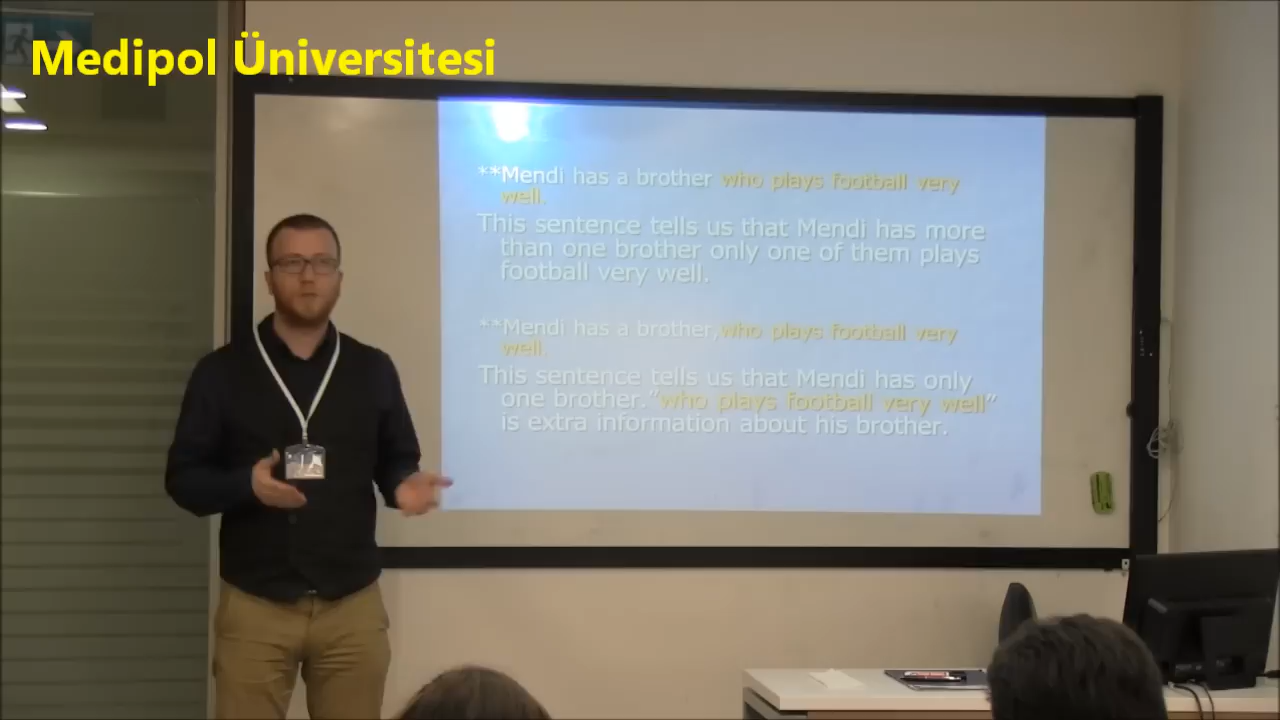 Medipol Üniversitesi
**Mendi has a brother who plays football very
well.
This sentence tells us that Mendi has more
than one brother only one of them plays
football very well.
**Mendi has a brother,who plays football very
well.
This sentence tells us that Mendi has only
one brother."who plays football very well"
is extra information about his brother.